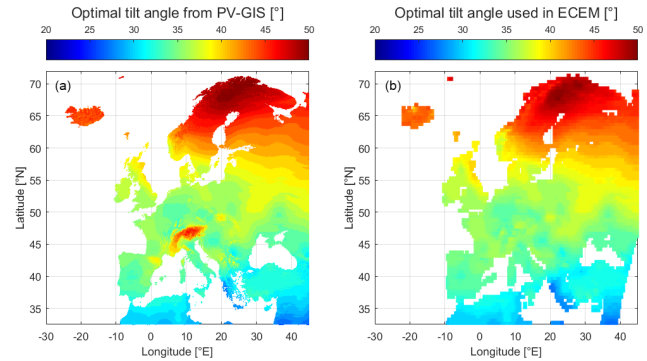 Optimal tilt angle from PV-GIS [°]
20 25 30 35 40 45 50
(a)
70
65
60
55
50
45
40
35
Latitude [°N]
-30 -20 -10 0 10 20 30 40
Longitude [°E]
Optimal tilt angle used in ECEM [°]
20 25 30 35 40 45 50
(b)
70
65
60
55
50
45
40
35
Latitude [°N]
-30 -20 -10 0 10 20 30 40
Longitude [°E]